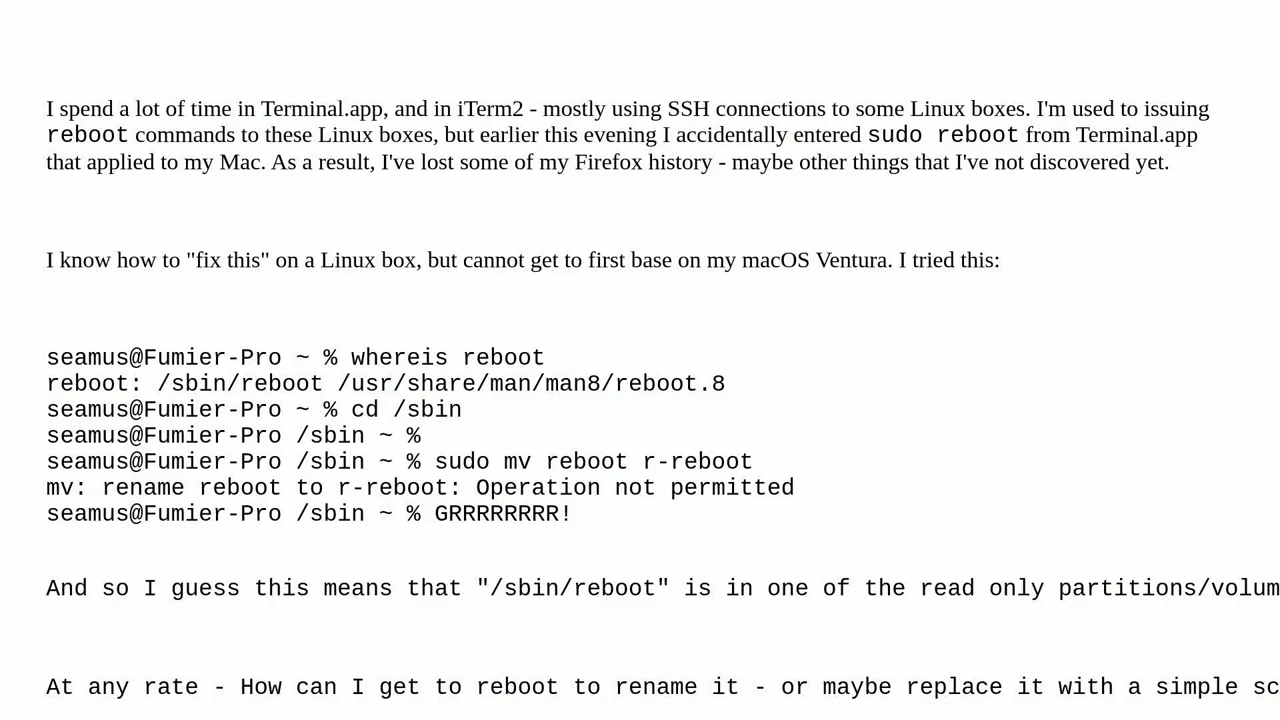 I spend a lot of time in Terminal.app, and in iTerm2 - mostly using SSH connections to some Linux boxes. I'm used to issuing
reboot commands to these Linux boxes, but earlier this evening I accidentally entered sudo reboot from Terminal.app
that applied to my Mac. As a result, I've lost some of my Firefox history - maybe other things that I've not discovered yet.
I know how to "fix this" on a Linux box, but cannot get to first base on my macOS Ventura. I tried this:
seamus@Fumier-Pro ~ % whereis reboot
reboot: /sbin/reboot /usr/share/man/man8/reboot.8
seamus@Fumier-Pro ~ % cd /sbin
seamus@Fumier-Pro /sbin ~ %
seamus@Fumier-Pro /sbin ~ % sudo mv reboot r-reboot
mv: rename reboot to r-reboot: Operation not permitted
seamus@Fumier-Pro /sbin ~ % GRRRRRRRR!
And so I guess this means that "/sbin/reboot" is in one of the read only partitions/volum
At any rate - How can I get to reboot to rename it - or maybe replace it with a simple sc